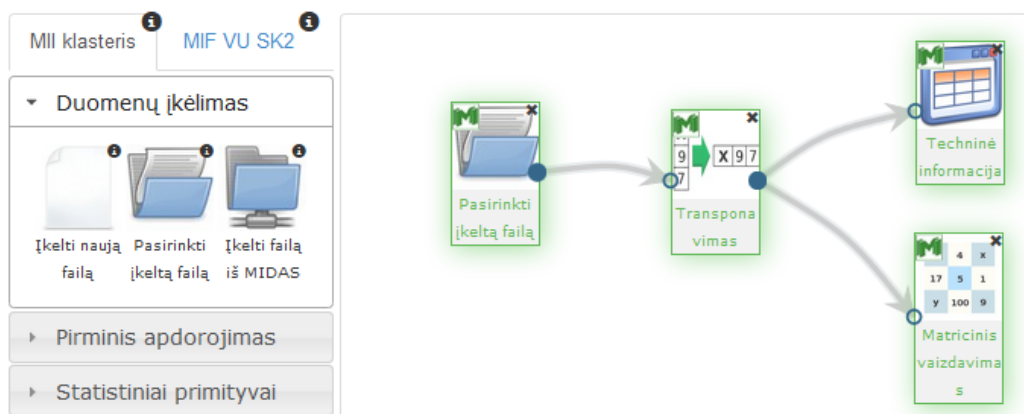 MII klasteris
MIF VU SK2
Duomenų įkėlimas
Įkelti naują
failą
Pasirinkti
įkeltą failą
Įkelti failą
iš MIDAS
Pirminis apdorojimas
Statistiniai primityvai
M
Pasirinkti
įkeltą failą
M
9
7
X 9 7
Transpona
vimas
M
Techninė
informacija
M
4 x
17 5 1
y 100 9
Matricinis
vaizdavima
s